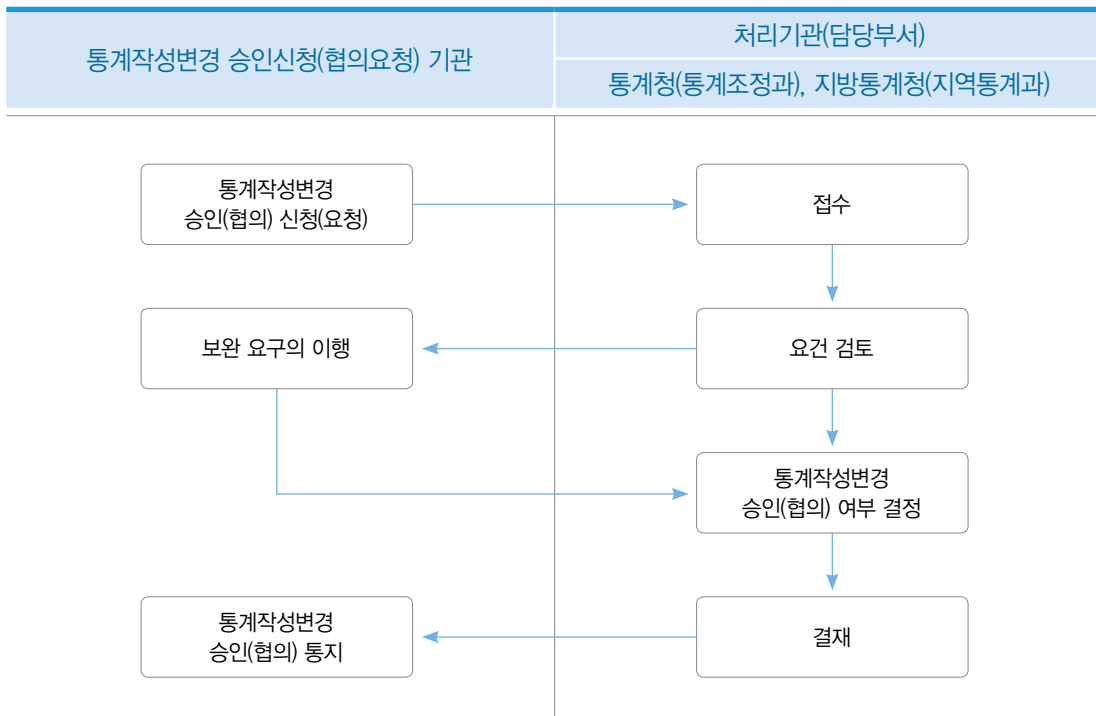 통계작성변경 승인신청(협의요청) 기관
처리기관(담당부서)
통계청(통계조정과), 지방통계청(지역통계과)
통계작성변경
승인(협의) 신청(요청)
접수
보완 요구의 이행
요건 검토
통계작성변경
승인(협의) 여부 결정
통계작성변경
승인(협의) 통지
결재